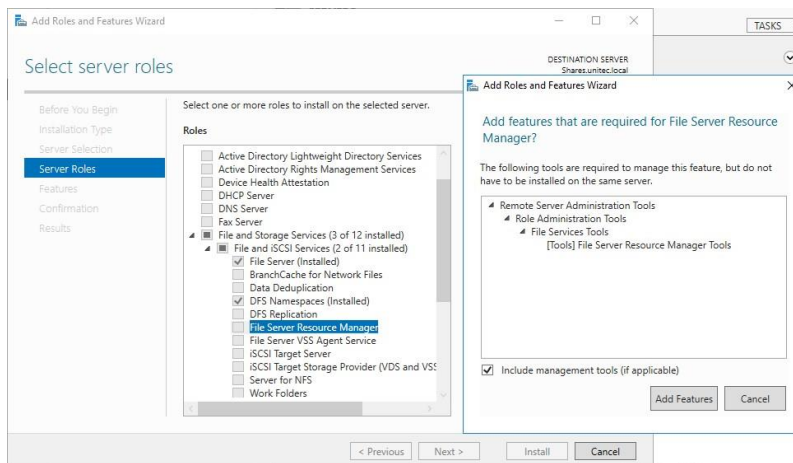 Add Roles and Features Wizard
TASKS
Select server roles
DESTINATION SERVER
Shares.unitec.local
Before You Begin
Installation Type
Server Selection
Server Roles
Features
Confirmation
Results
Select one or more roles to install on the selected server.
Roles
Active Directory Lightweight Directory Services
Active Directory Rights Management Services
Device Health Attestation
DHCP Server
DNS Server
Fax Server
File and Storage Services (3 of 12 installed)
File and iSCSI Services (2 of 11 installed)
File Server (Installed)
BranchCache for Network Files
Data Deduplication
DFS Namespaces (Installed)
DFS Replication
File Server Resource Manager
File Server VSS Agent Service
iSCSI Target Server
iSCSI Target Storage Provider (VDS and VSS
Server for NFS
Work Folders
< Previous
Next >
Install
Cancel
Add Roles and Features Wizard
Add features that are required for File Server Resource
Manager?
The following tools are required to manage this feature, but do not
have to be installed on the same server.
Remote Server Administration Tools
Role Administration Tools
File Services Tools
[Tools] File Server Resource Manager Tools
Include management tools (if applicable)
Add Features
Cancel